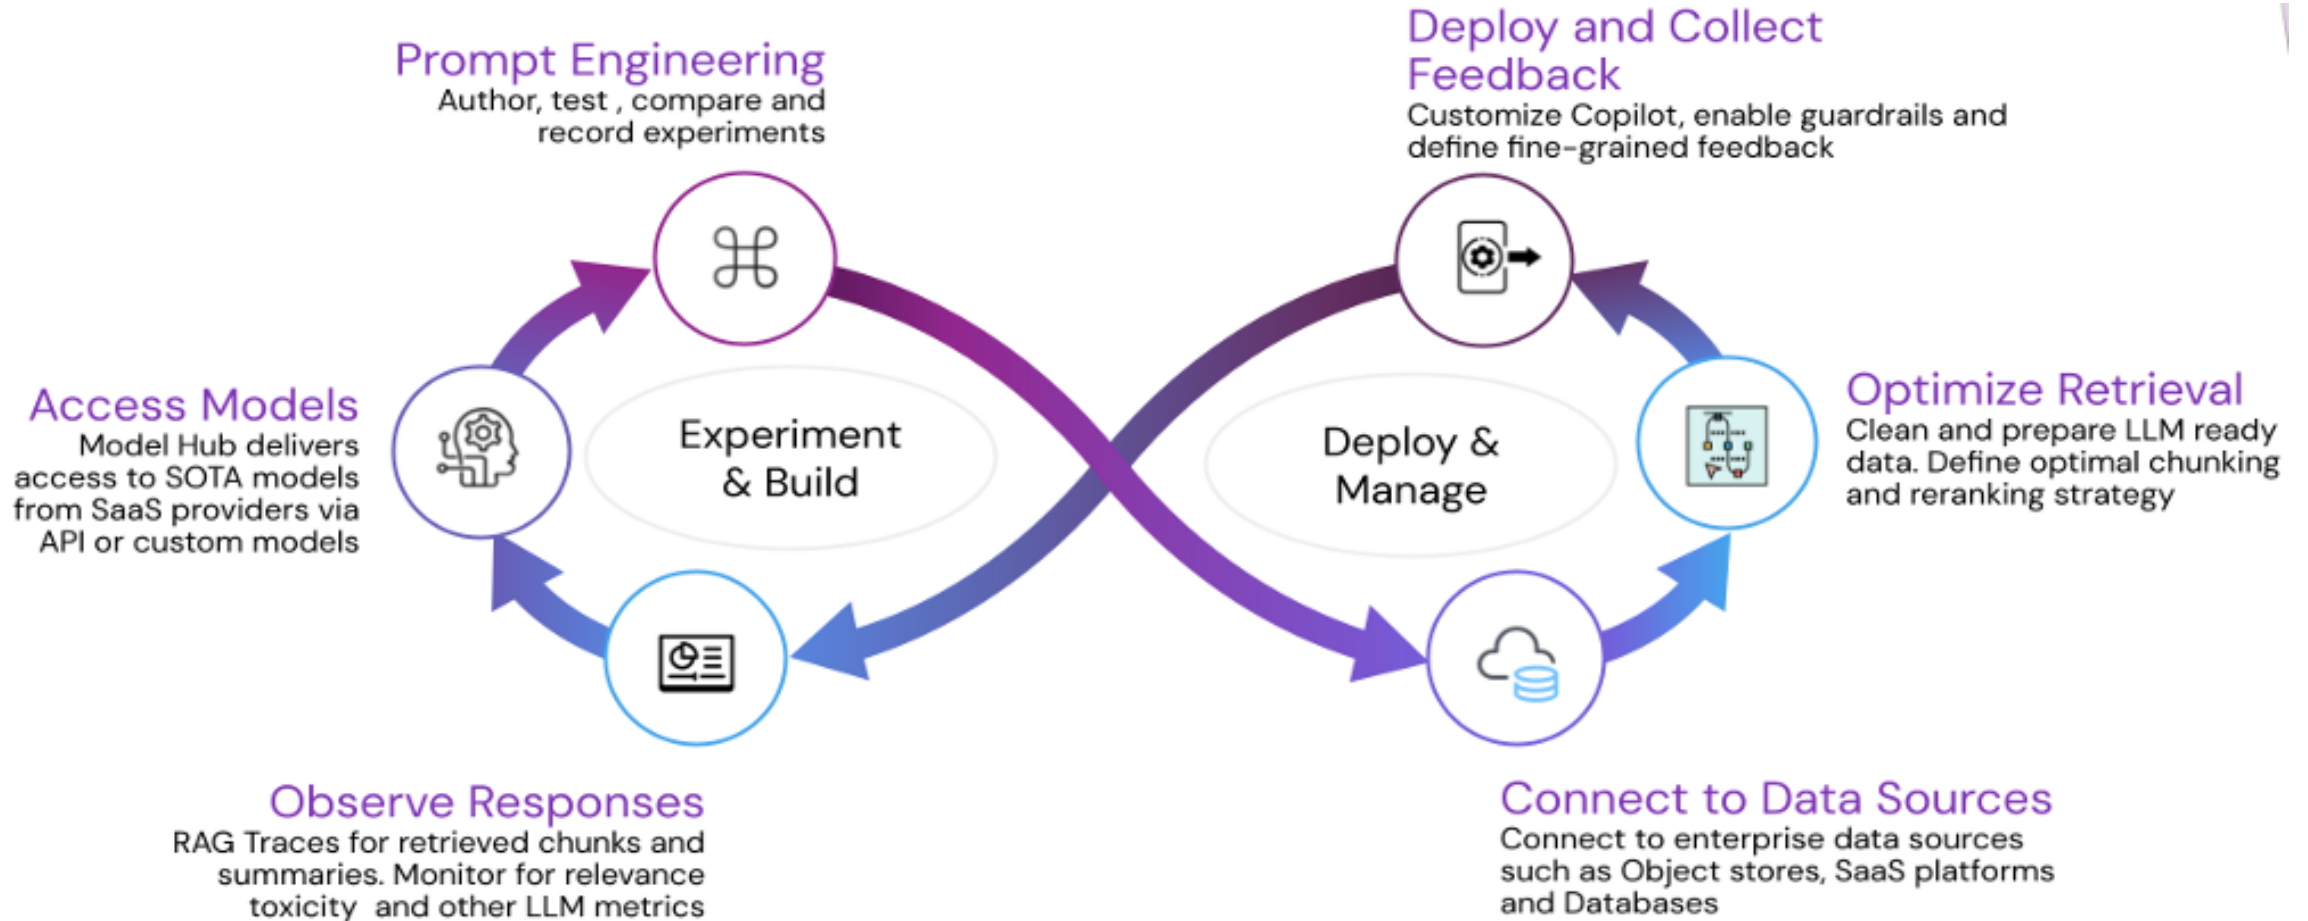 Prompt Engineering
Author, test , compare and
record experiments
Deploy and Collect
Feedback
Customize Copilot, enable guardrails and
define fine-grained feedback
Access Models
Model Hub delivers
access to SOTA models
from SaaS providers via
API or custom models
Experiment
& Build
Deploy &
Manage
Optimize Retrieval
Clean and prepare LLM ready
data. Define optimal chunking
and reranking strategy
Observe Responses
RAG Traces for retrieved chunks and
summaries. Monitor for relevance
toxicity  and other LLM metrics
Connect to Data Sources
Connect to enterprise data sources
such as Object stores, SaaS platforms
and Databases